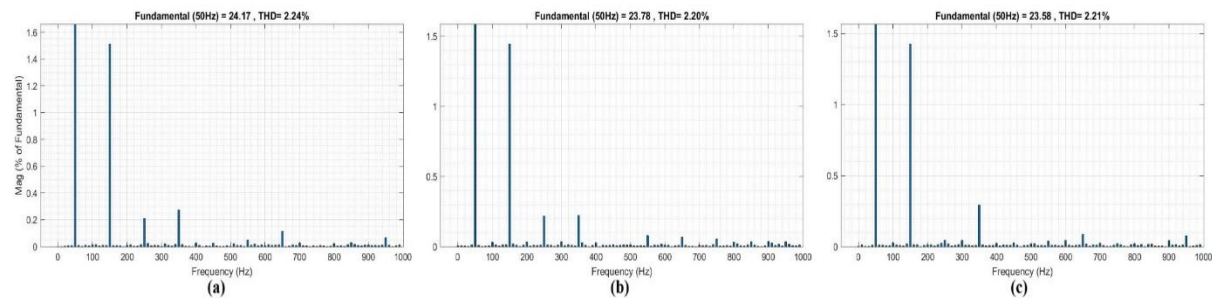 Fundamental (50Hz) = 24.17 , THD= 2.24%
Mag (% of Fundamental)
1.6
1.4
1.2
1
0.8
0.6
0.4
0.2
0
0 100 200 300 400 500 600 700 800 900 1000
Frequency (Hz)
(a)
Fundamental (50Hz) = 23.78 , THD= 2.20%
1.5
1
0.5
0
0 100 200 300 400 500 600 700 800 900 1000
Frequency (Hz)
(b)
Fundamental (50Hz) = 23.58 , THD= 2.21%
1.5
1
0.5
0
0 100 200 300 400 500 600 700 800 900 1000
Frequency (Hz)
(c)